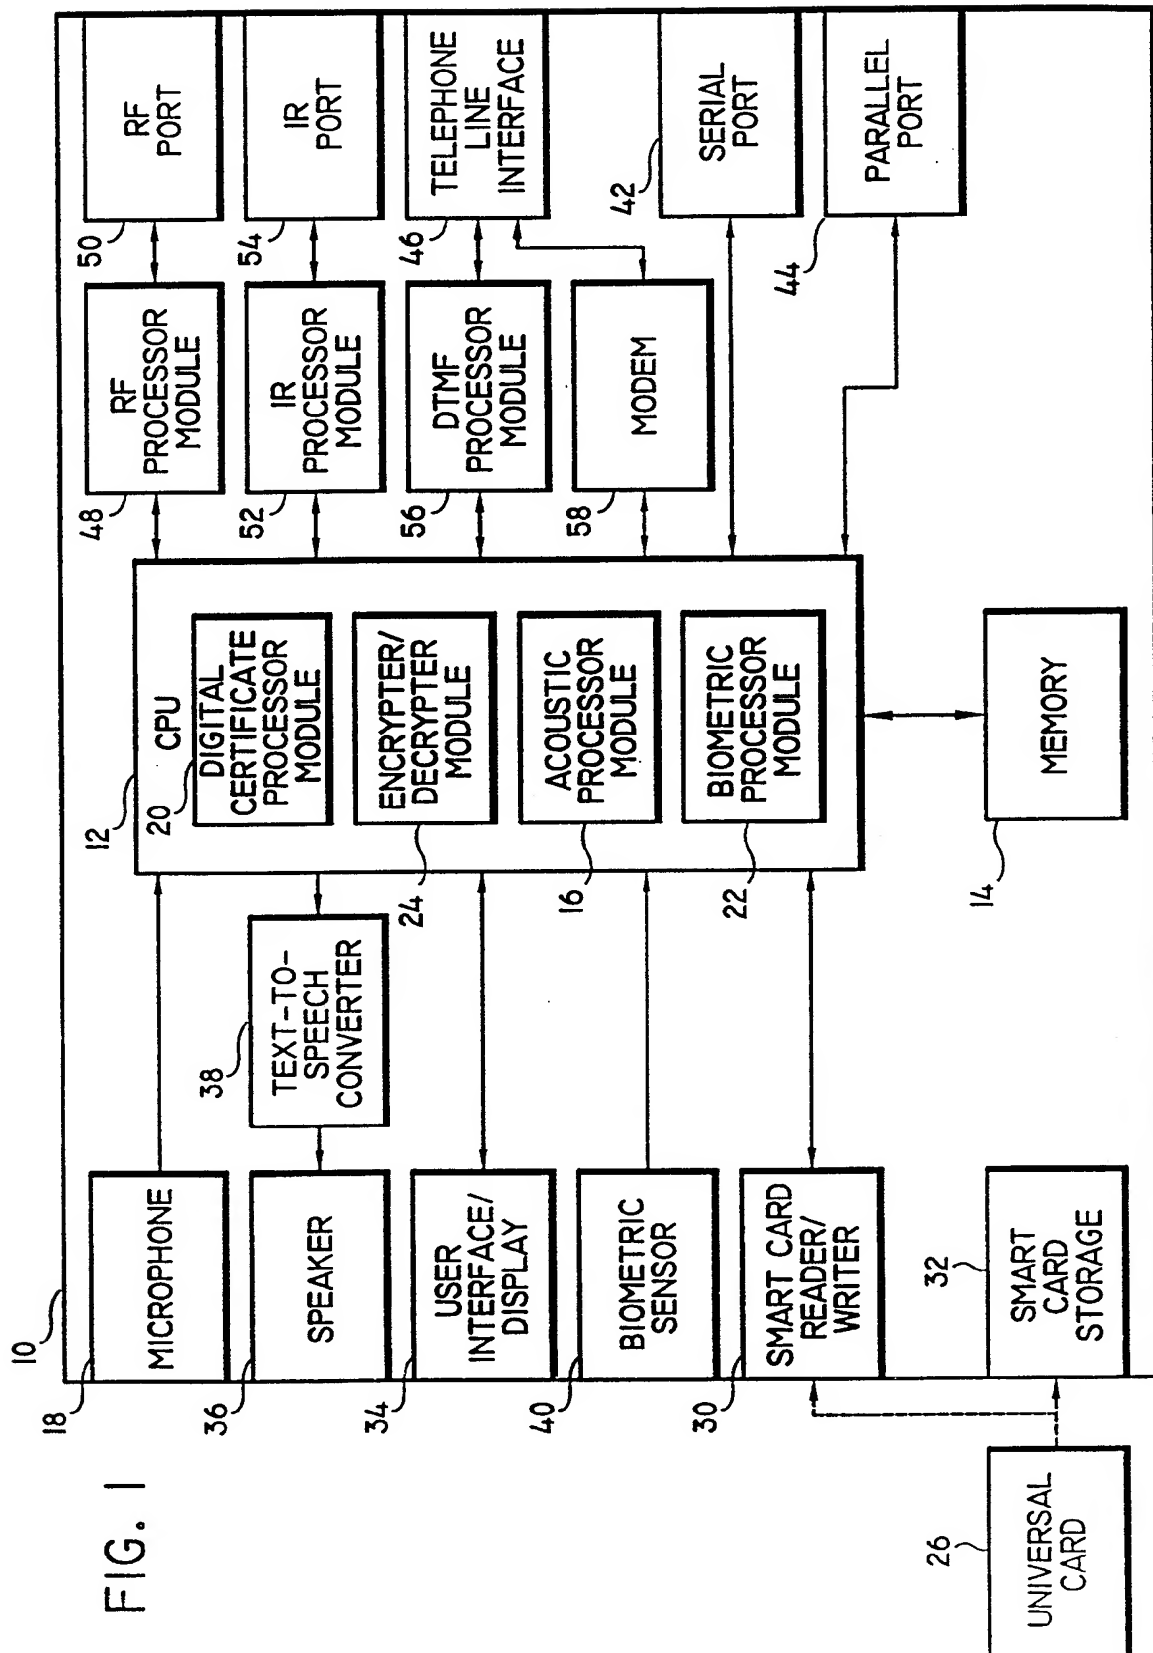 FIG. 1
10
18
MICROPHONE
36
SPEAKER
34
USER
INTERFACE/
DISPLAY
40
BIOMETRIC
SENSOR
30
SMART CARD
READER/
WRITER
32
SMART
CARD
STORAGE
26
UNIVERSAL
CARD
38
TEXT-TO-
SPEECH
CONVERTER
12
CPU
20
DIGITAL
CERTIFICATE
PROCESSOR
MODULE
24
ENCRYPTER/
DECRYPTER
MODULE
16
ACOUSTIC
PROCESSOR
MODULE
22
BIOMETRIC
PROCESSOR
MODULE
14
MEMORY
48
RF
PROCESSOR
MODULE
52
IR
PROCESSOR
MODULE
56
DTMF
PROCESSOR
MODULE
58
MODEM
50
RF
PORT
54
IR
PORT
46
TELEPHONE
LINE
INTERFACE
42
SERIAL
PORT
44
PARALLEL
PORT